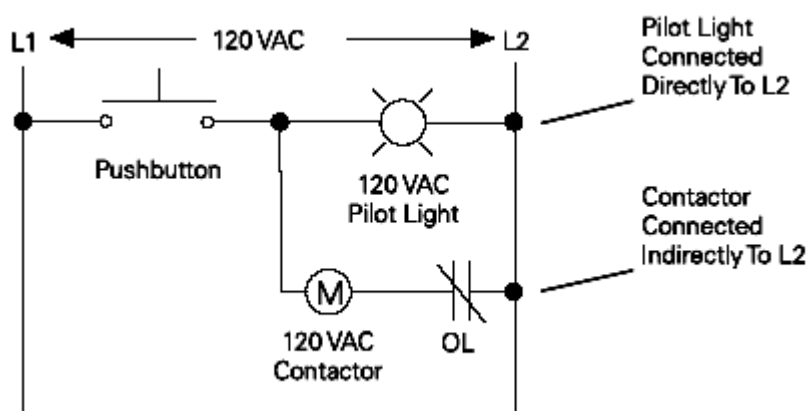 L1
120 VAC
L2
Pilot Light
Connected
Directly To L2
Pushbutton
120 VAC
Pilot Light
Contactor
Connected
Indirectly To L2
M
OL
120 VAC
Contactor